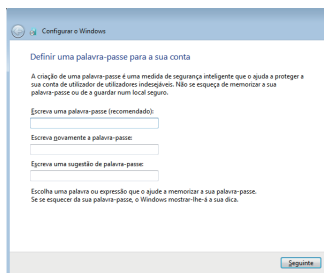 Configurar o Windows
Definir uma palavra-passe para a sua conta
A criação de uma palavra-passe é uma medida de segurança inteligente que o ajuda a proteger a
sua conta de utilizador de utilizadores indesejáveis. Não se esqueça de memorizar a sua
palavra-passe ou de a guardar num local seguro.
Escreva uma palavra-passe (recomendado):
Escreva novamente a palavra-passe:
Escreva uma sugestão de palavra-passe:
Escolha uma palavra ou expressão que o ajude a memorizar a sua palavra-passe.
Se se esquecer da sua palavra-passe, o Windows mostrar-lhe-á a sua dica.
Seguinte